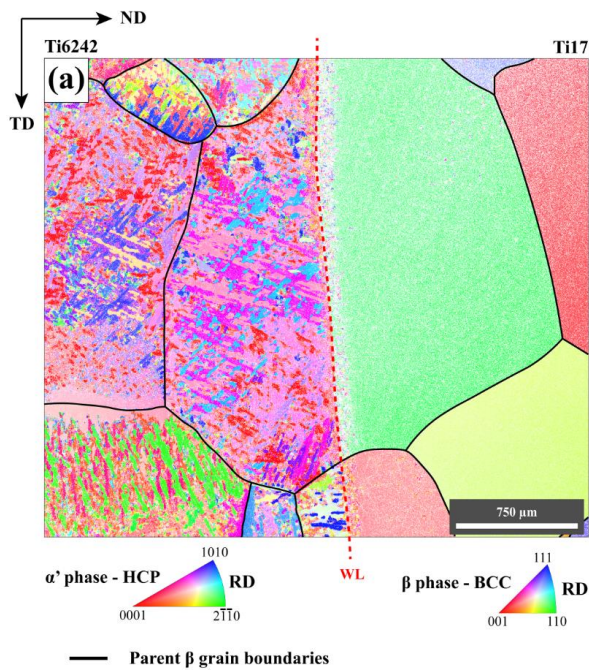 ND
Ti6242
Ti17
(a)
TD
750 µm
1010
α' phase - HCP
RD
0001
2110
WL
111
β phase - BCC
RD
001
110
Parent β grain boundaries